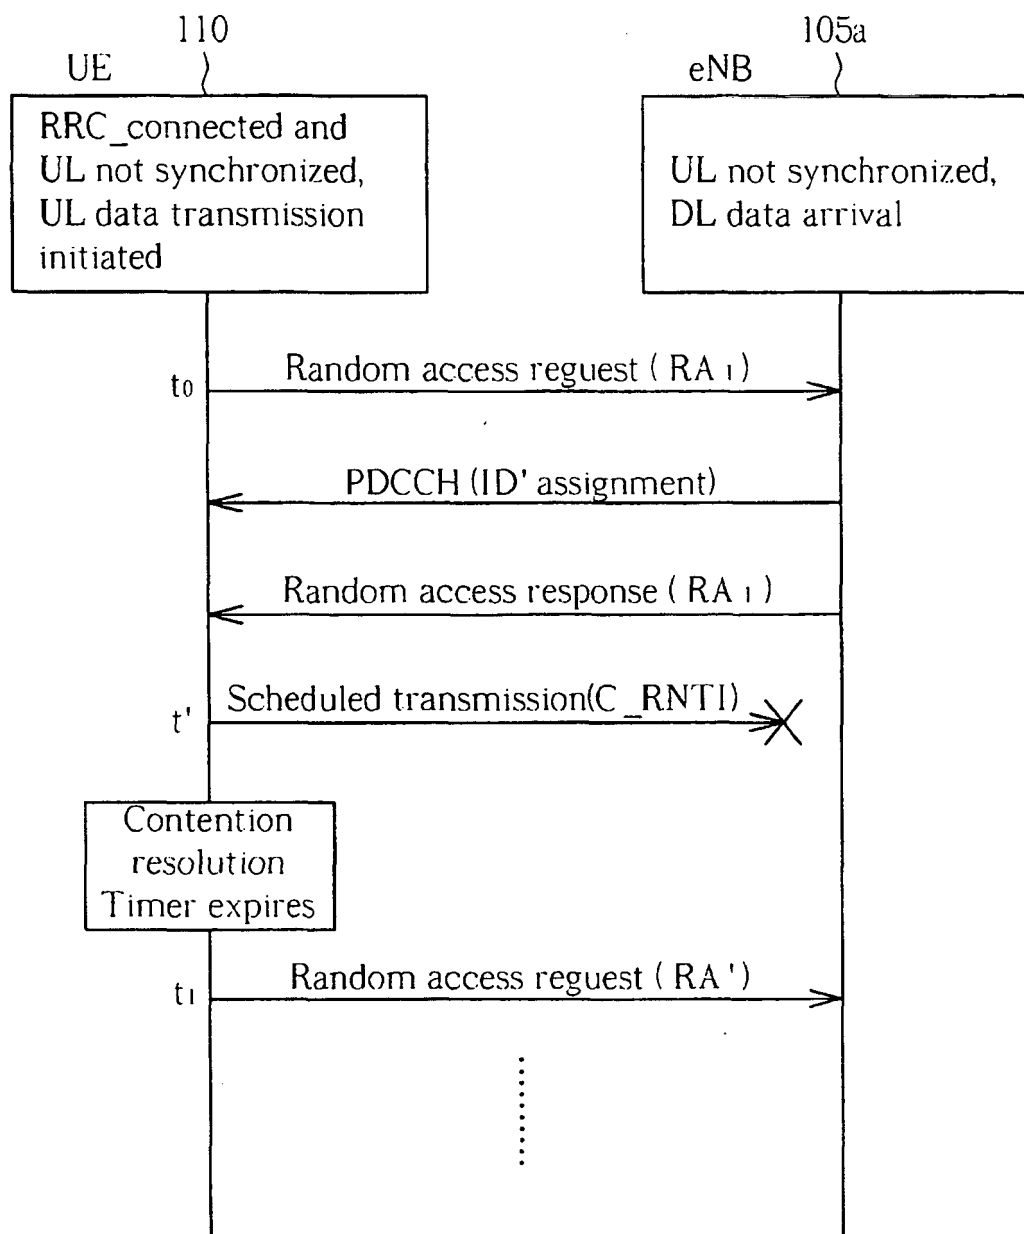 110
105a
UE
eNB
RRC_connected and
UL not synchronized,
UL data transmission
initiated
UL not synchronized,
DL data arrival
t0
Random access reguest ( RA 1)
PDCCH (ID' assignment)
Random access response ( RA 1 )
t'
Scheduled transmission(C_RNTI)
Contention
resolution
Timer expires
t1
Random access reguest ( RA ')